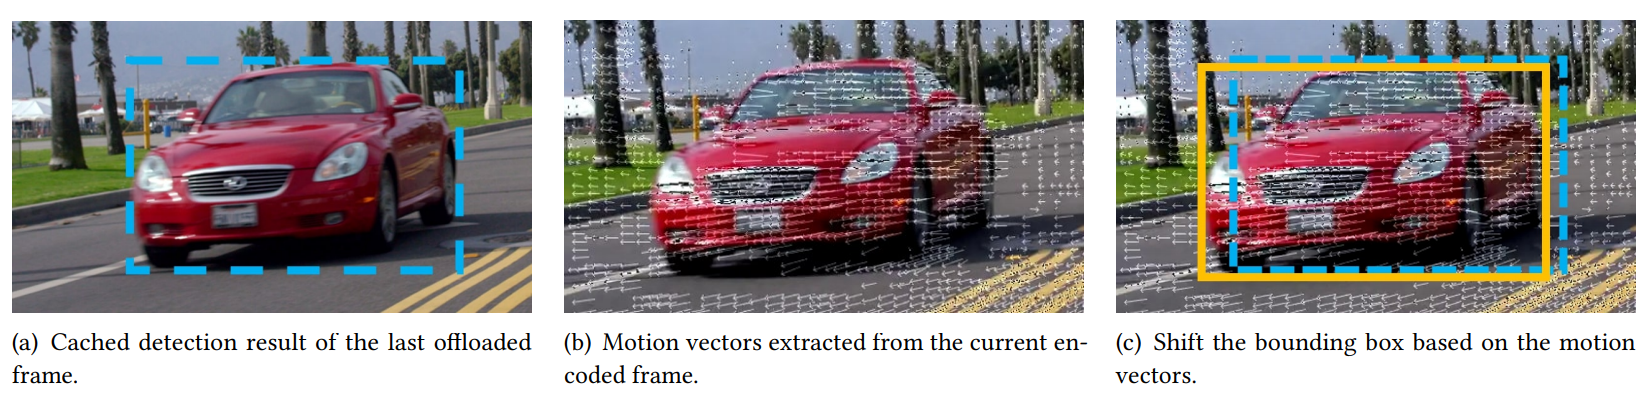 (a) Cached detection result of the last offloaded
frame.
(b) Motion vectors extracted from the current en-
coded frame.
(c) Shift the bounding box based on the motion
vectors.